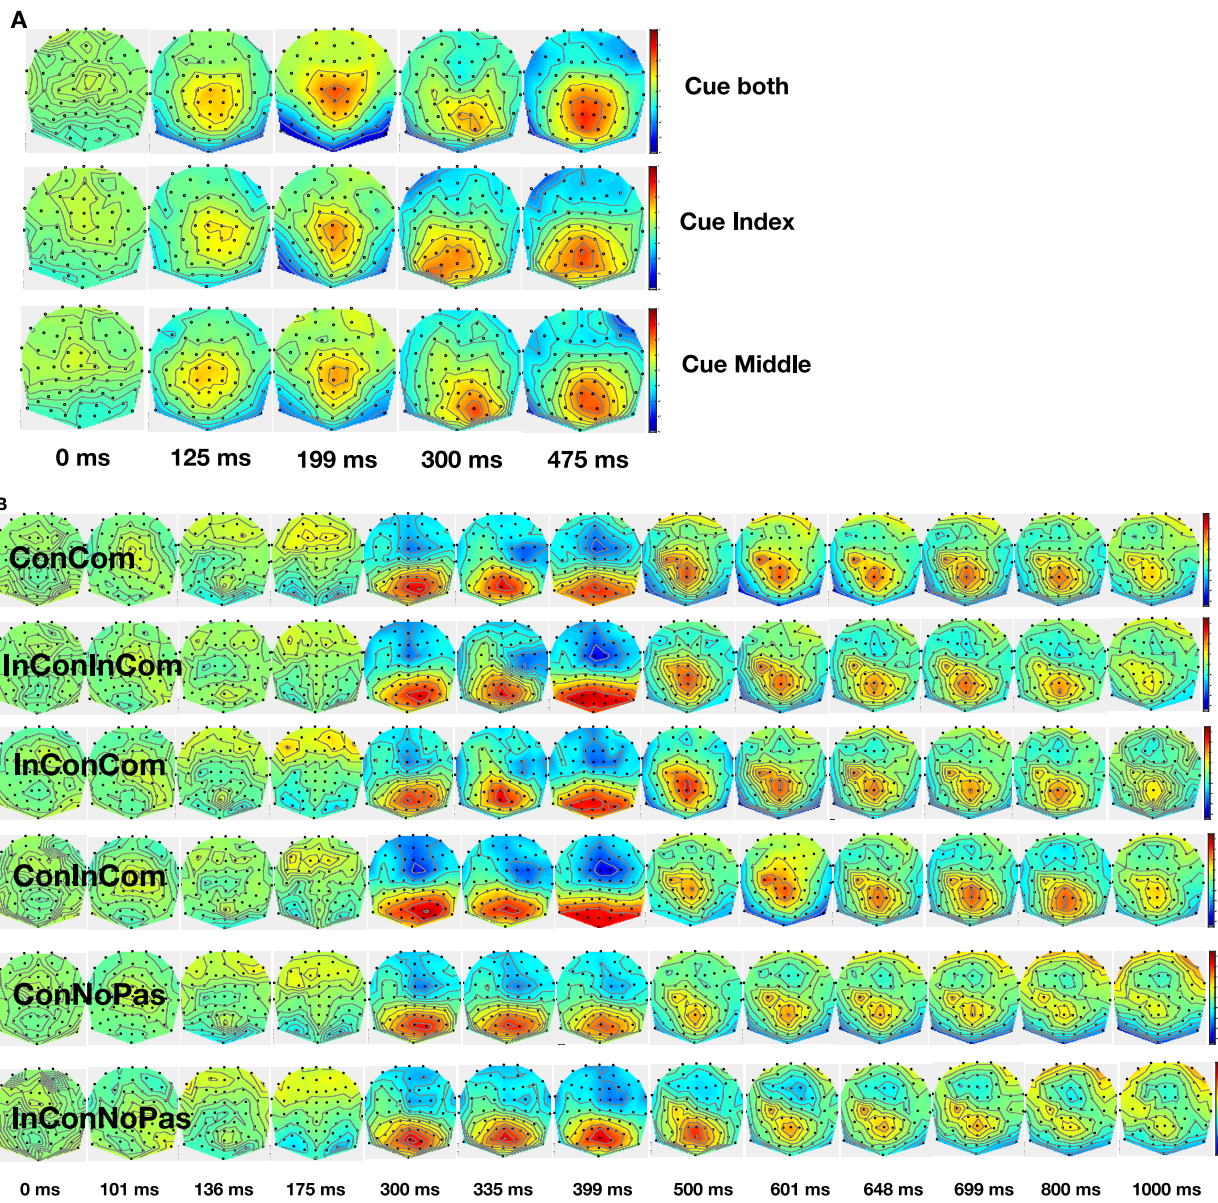 A
Cue both
Cue Index
Cue Middle
0 ms 125 ms 199 ms 300 ms 475 ms
B
ConCom
InConInCom
InConCom
ConInCom
ConNoPas
InConNoPas
0 ms 101 ms 136 ms 175 ms 300 ms 335 ms 399 ms 500 ms 601 ms 648 ms 699 ms 800 ms 1000 ms